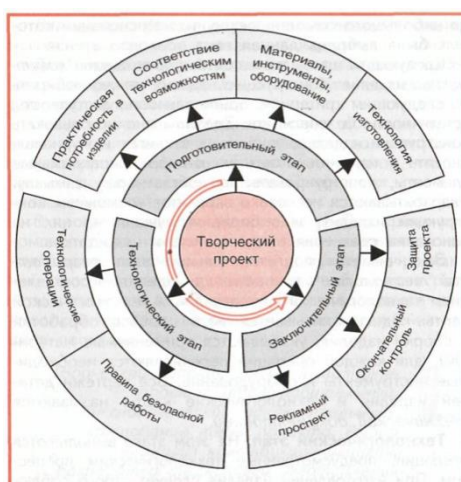 Практическая
потребность в
изделии
Соответствие
технологическим
возможностям
Материалы,
инструменты,
оборудование
Технология
изготовления
Подготовительный этап
Творческий
проект
Технологический этап
Заключительный этап
Технологические
операции
Правила безопасной
работы
Защита
проекта
Окончательный
контроль
Рекламный
проспект